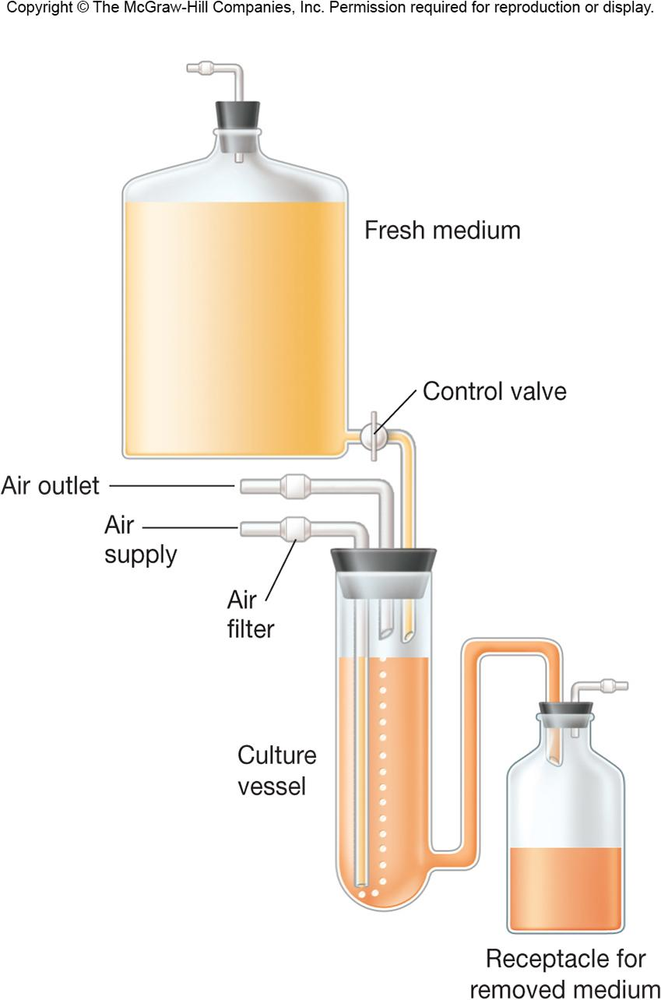 Copyright © The McGraw-Hill Companies, Inc. Permission required for reproduction or display.
Fresh medium
Control valve
Air outlet
Air
supply
Air
filter
Culture
vessel
Receptacle for
removed medium